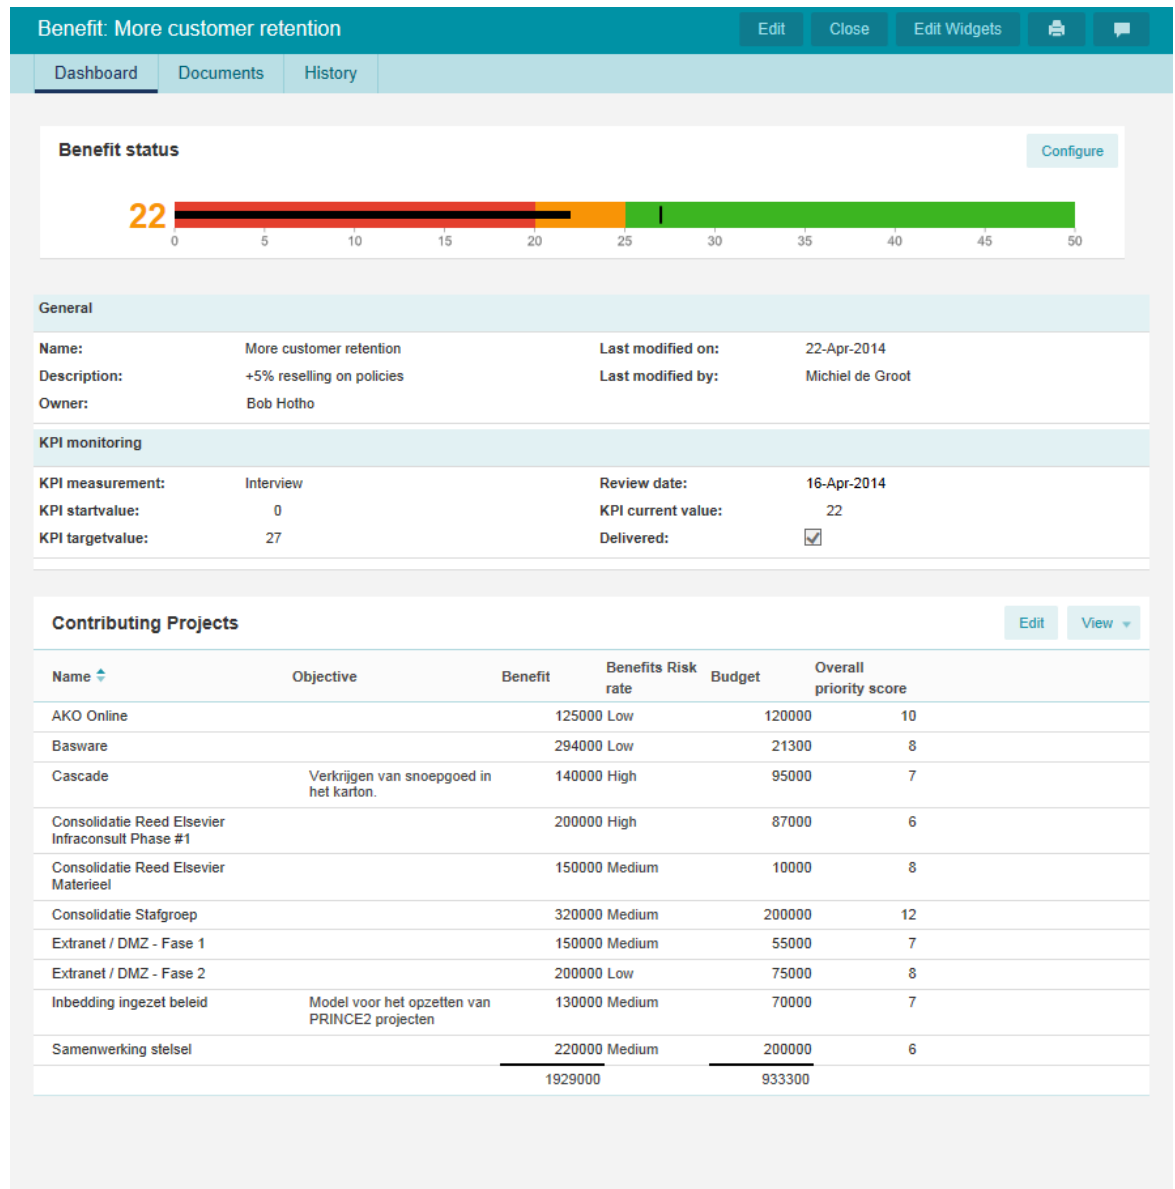 Benefit: More customer retention Edit Close Edit Widgets
Dashboard Documents History
Benefit status Configure
22
0 5 10 15 20 25 30 35 40 45 50
General
Name: More customer retention Last modified on: 22-Apr-2014
Description: +5% reselling on policies Last modified by: Michiel de Groot
Owner: Bob Hotho
KPI monitoring
KPI measurement: Interview Review date: 16-Apr-2014
KPI startvalue: 0 KPI current value: 22
KPI targetvalue: 27 Delivered:
Contributing Projects Edit View
Name Objective Benefit Benefits Risk rate Budget Overall priority score
AKO Online 125000 Low 120000 10
Basware 294000 Low 21300 8
Cascade Verkrijgen van snoepgoed in 140000 High 95000 7
het karton.
Consolidatie Reed Elsevier 200000 High 87000 6
Infraconsult Phase #1
Consolidatie Reed Elsevier 150000 Medium 10000 8
Materieel
Consolidatie Stafgroep 320000 Medium 200000 12
Extranet / DMZ - Fase 1 150000 Medium 55000 7
Extranet / DMZ - Fase 2 200000 Low 75000 8
Inbedding ingezet beleid Model voor het opzetten van 130000 Medium 70000 7
PRINCE2 projecten
Samenwerking stelsel 220000 Medium 200000 6
1929000 933300